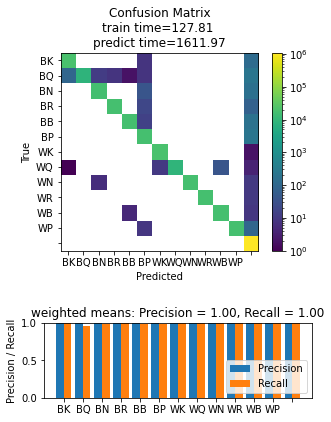 Confusion Matrix
train time=127.81
predict time=1611.97
BK
BQ
BN
BR
BB
BP
WK
WQ
WN
WR
WB
WP
True
BK BQ BN BR BB BP WK WQ WN WR WB WP
Predicted
10^6
10^5
10^4
10^3
10^2
10^1
10^0
weighted means: Precision = 1.00, Recall = 1.00
1.0
0.5
0.0
Precision / Recall
Precision
Recall
BK BQ BN BR BB BP WK WQ WN WR WB WP